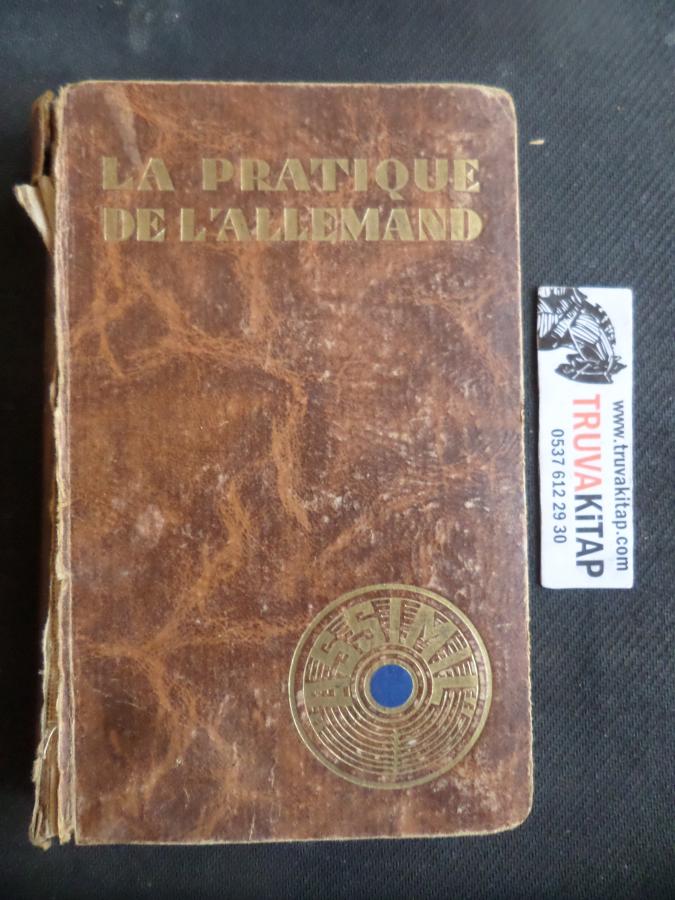 LA PRATIQUE
DE L'ALLEMAND
ASSIMIL
www.truvakitap.com
TRUVAKiTAP
0537 612 29 30